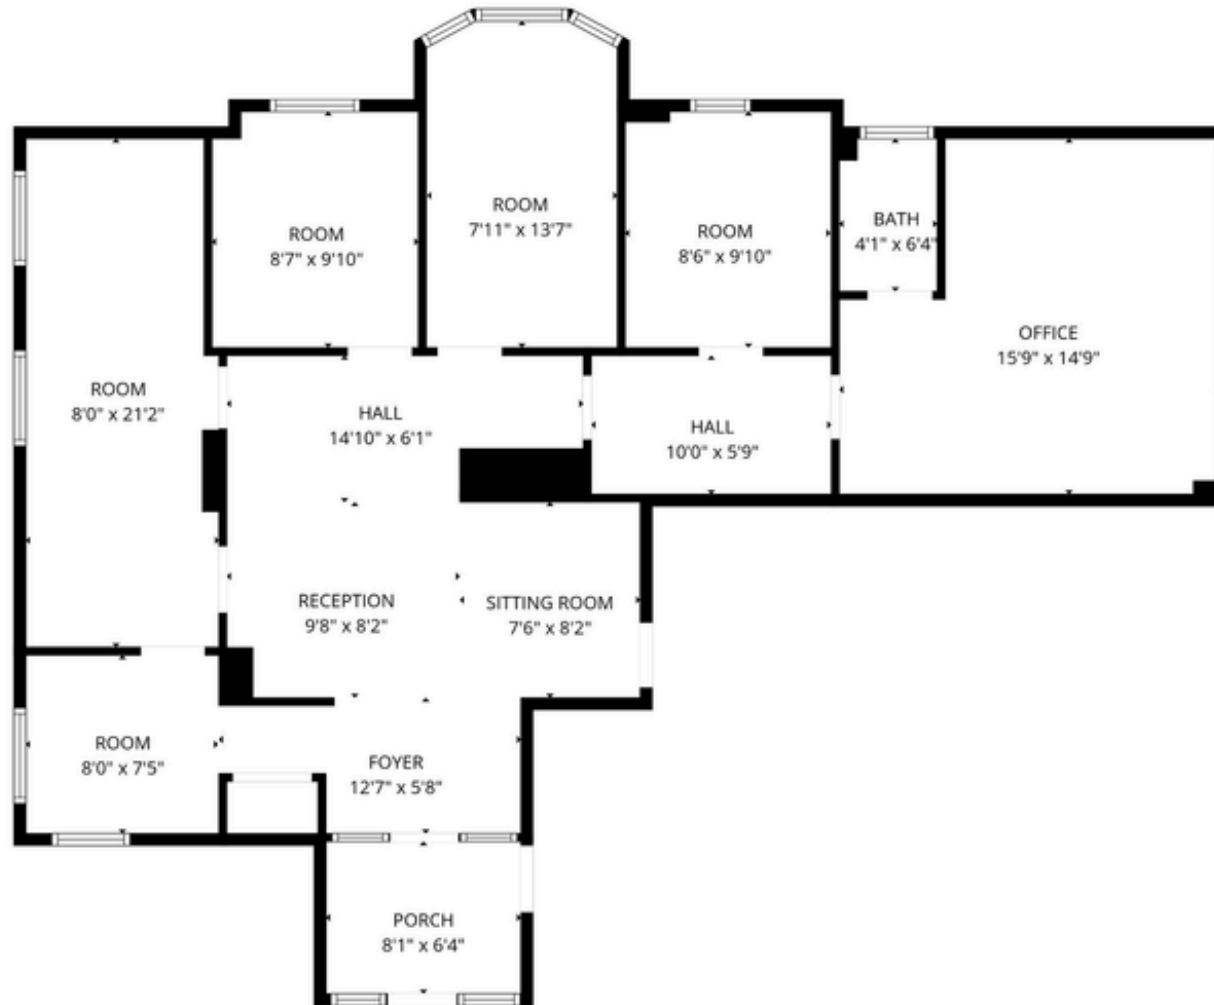 ROOM
7'11" x 13'7"
ROOM
8'7" x 9'10"
ROOM
8'6" x 9'10"
BATH
4'1" x 6'4"
OFFICE
15'9" x 14'9"
ROOM
8'0" x 21'2"
HALL
14'10" x 6'1"
HALL
10'0" x 5'9"
RECEPTION
9'8" x 8'2"
SITTING ROOM
7'6" x 8'2"
ROOM
8'0" x 7'5"
FOYER
12'7" x 5'8"
PORCH
8'1" x 6'4"